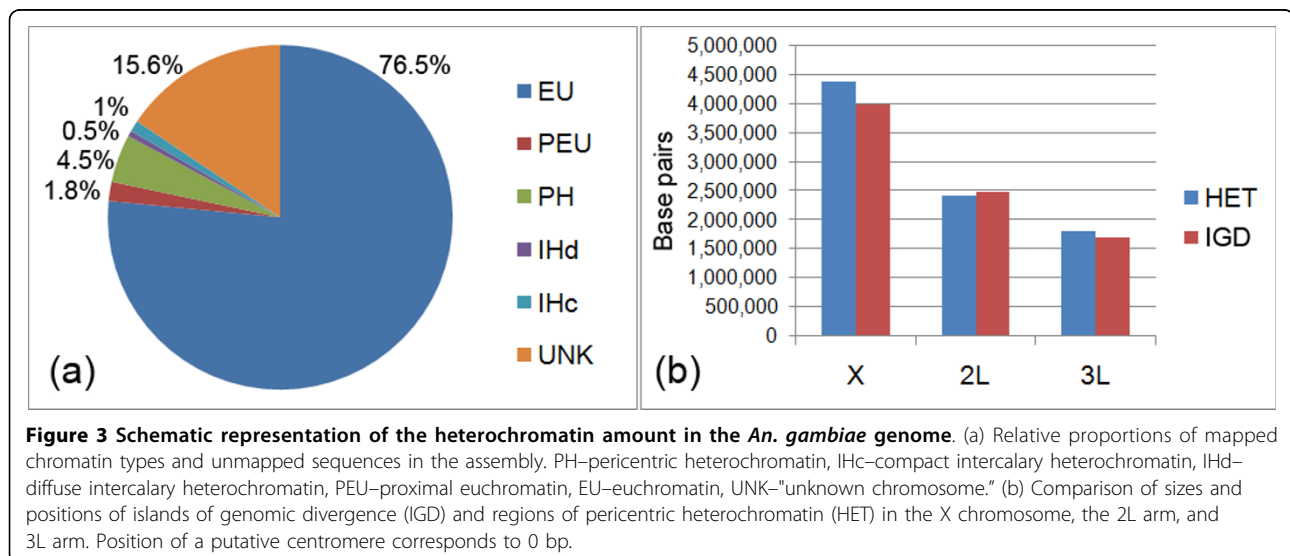 15.6%
76.5%
1%
0.5%
4.5%
1.8%
EU
PEU
PH
IHd
IHc
UNK
(a)
5,000,000
4,500,000
4,000,000
3,500,000
3,000,000
2,500,000
2,000,000
1,500,000
1,000,000
500,000
0
Base pairs
X
2L
3L
HET
IGD
(b)
Figure 3 Schematic representation of the heterochromatin amount in the An. gambiae genome. (a) Relative proportions of mapped
chromatin types and unmapped sequences in the assembly. PH–pericentric heterochromatin, IHc–compact intercalary heterochromatin, IHd–
diffuse intercalary heterochromatin, PEU–proximal euchromatin, EU–euchromatin, UNK–"unknown chromosome." (b) Comparison of sizes and
positions of islands of genomic divergence (IGD) and regions of pericentric heterochromatin (HET) in the X chromosome, the 2L arm, and
3L arm. Position of a putative centromere corresponds to 0 bp.